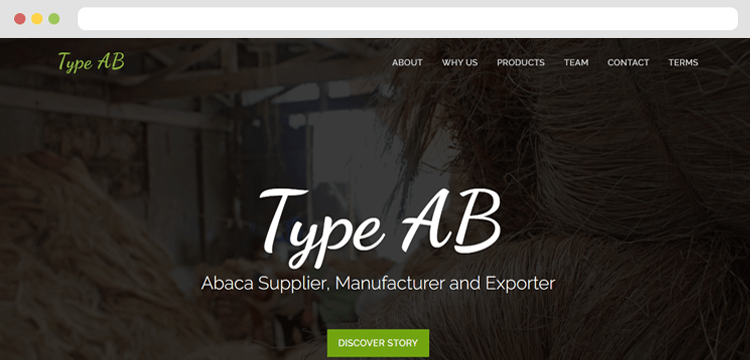 Type AB
ABOUT WHY US PRODUCTS TEAM CONTACT TERMS
Type AB
Abaca Supplier, Manufacturer and Exporter
DISCOVER STORY